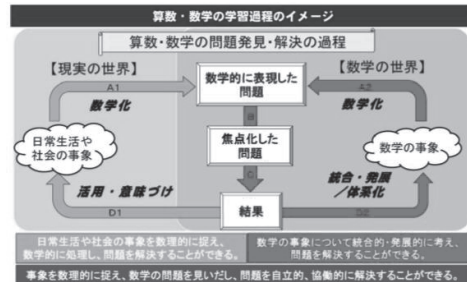 算数・数学の学習過程のイメージ
算数・数学の問題発見・解決の過程
【現実の世界】
【数学の世界】
A1
数学的に表現した
問題
A2
数学化
数学化
B
日常生活や
社会の事象
焦点化した
問題
数学の事象
C
活用・意味づけ
統合・発展
/体系化
D1
結果
D2
日常生活や社会の事象を数理的に捉え、
数学的に処理し、問題を解決することができる。
数学の事象について統合的・発展的に考え、
問題を解決することができる。
事象を数理的に捉え、数学の問題を見いだし、問題を自立的、協働的に解決することができる。